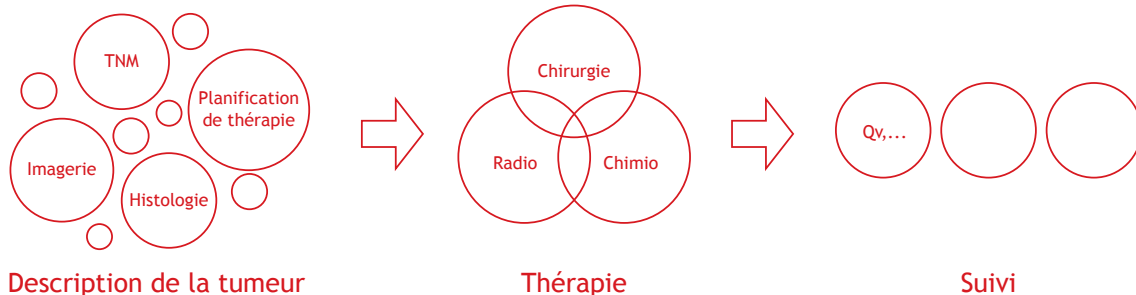 TNM
Planification
de thérapie
Imagerie
Histologie
Description de la tumeur
Chirurgie
Radio
Chimio
Thérapie
Qv,...
Suivi